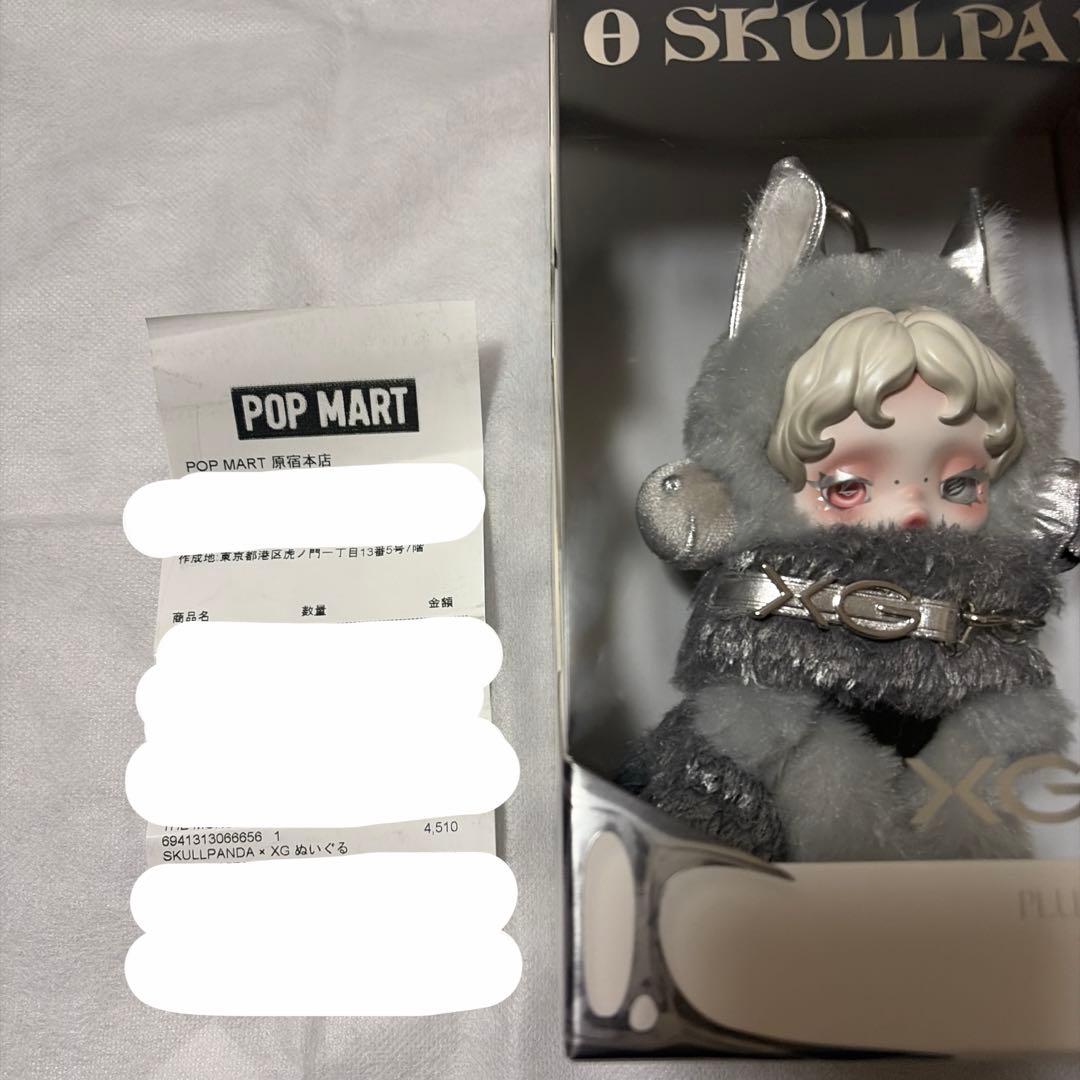 POP MART
POP MART 原宿本店
作成地:東京都港区虎ノ門一丁目13番5号7階
商品名 数量 金額
6941313066656 1 4,510
SKULLPANDA × XG ぬいぐる
θ SKULLPA
XG
XG
PLU